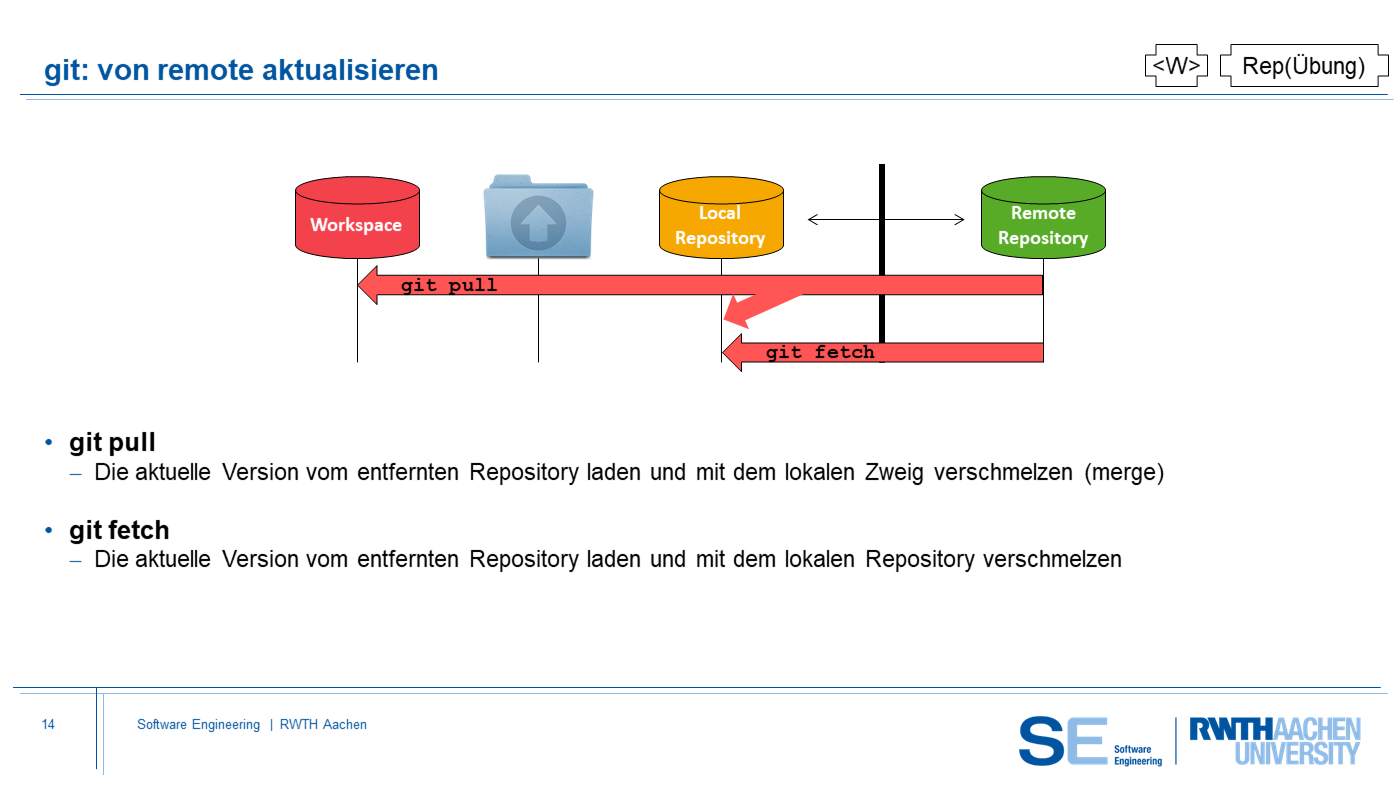 git: von remote aktualisieren
<W>
Rep(Übung)
Workspace
Local
Repository
Remote
Repository
git pull
git fetch
• git pull
– Die aktuelle Version vom entfernten Repository laden und mit dem lokalen Zweig verschmelzen (merge)
• git fetch
– Die aktuelle Version vom entfernten Repository laden und mit dem lokalen Repository verschmelzen
14
Software Engineering | RWTH Aachen
SE Software
Engineering
RWTHAACHEN
UNIVERSITY